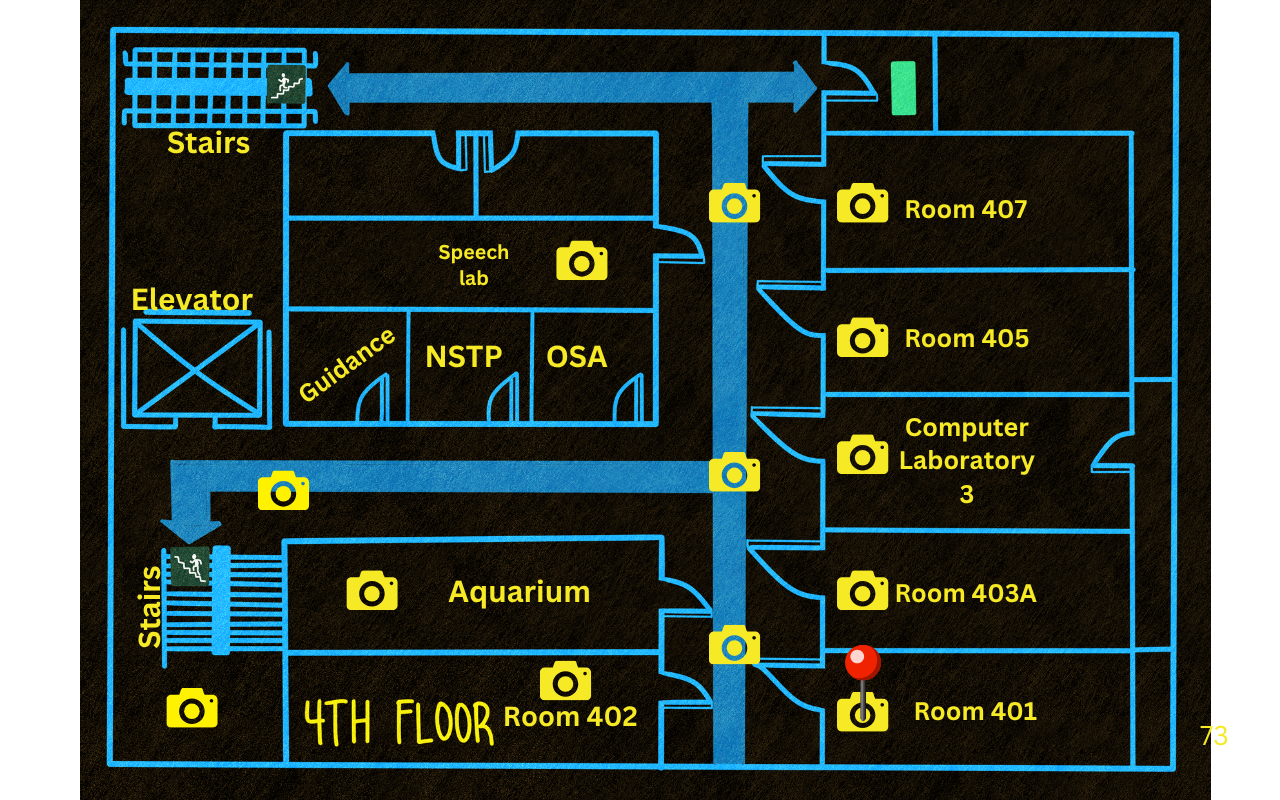 Stairs
Room 407
Speech
lab
Elevator
Room 405
Guidance
NSTP
OSA
Computer
Laboratory
3
Stairs
Aquarium
Room 403A
4TH FLOOR
Room 402
Room 401
73